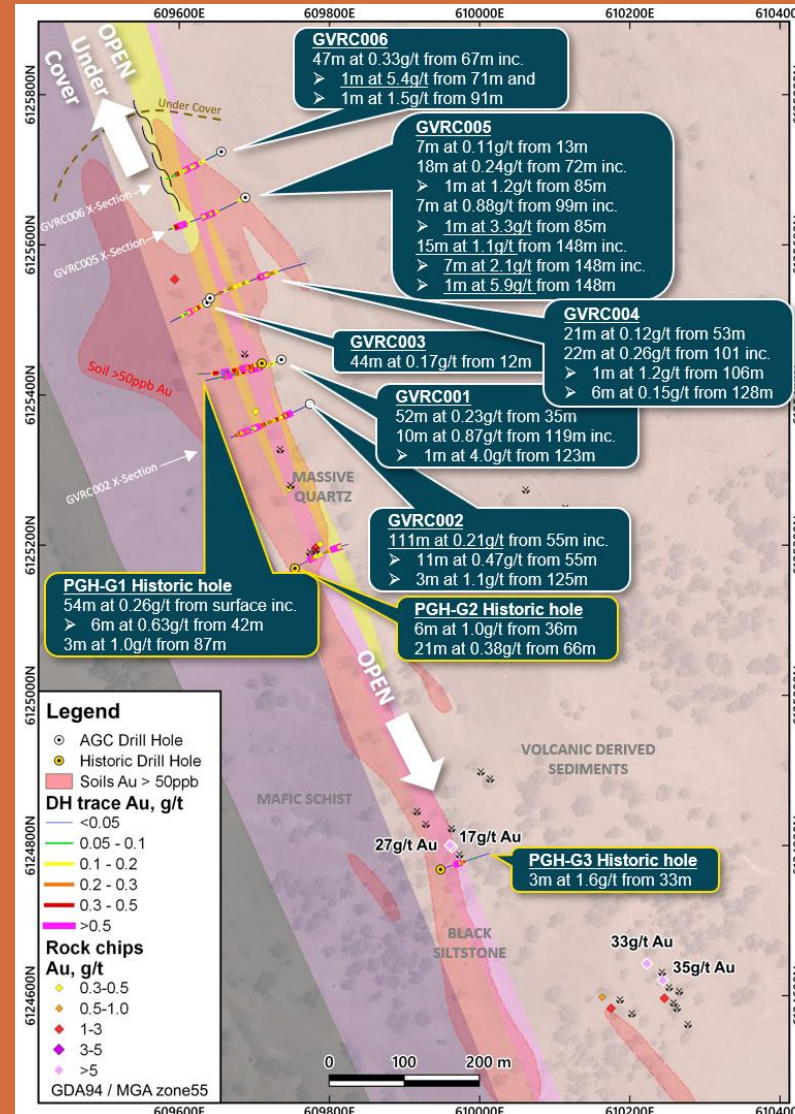 609600E
609800E
610000E
610200E
610400
6125800N
6125600N
6125400N
6125200N
6125000N
6124800N
6124600N
OPEN
Under
Cover
Under Cover
GVRC006
47m at 0.33g/t from 67m inc.
➢ 1m at 5.4g/t from 71m and
➢ 1m at 1.5g/t from 91m
GVRC005
7m at 0.11g/t from 13m
18m at 0.24g/t from 72m inc.
➢ 1m at 1.2g/t from 85m
7m at 0.88g/t from 99m inc.
➢ 1m at 3.3g/t from 85m
15m at 1.1g/t from 148m inc.
➢ 7m at 2.1g/t from 148m inc.
➢ 1m at 5.9g/t from 148m
GVRC006 X-Section
GVRC005 X-Section
GVRC004
21m at 0.12g/t from 53m
22m at 0.26g/t from 101 inc.
➢ 1m at 1.2g/t from 106m
➢ 6m at 0.15g/t from 128m
GVRC003
44m at 0.17g/t from 12m
Soil >50ppb Au
GVRC001
52m at 0.23g/t from 35m
10m at 0.87g/t from 119m inc.
➢ 1m at 4.0g/t from 123m
GVRC002 X-Section
MASSIVE
QUARTZ
GVRC002
111m at 0.21g/t from 55m inc.
➢ 11m at 0.47g/t from 55m
➢ 3m at 1.1g/t from 125m
PGH-G1 Historic hole
54m at 0.26g/t from surface inc.
➢ 6m at 0.63g/t from 42m
3m at 1.0g/t from 87m
PGH-G2 Historic hole
6m at 1.0g/t from 36m
21m at 0.38g/t from 66m
OPEN
VOLCANIC DERIVED
SEDIMENTS
MAFIC SCHIST
27g/t Au
17g/t Au
PGH-G3 Historic hole
3m at 1.6g/t from 33m
BLACK
SILTSTONE
33g/t Au
35g/t Au
Legend
AGC Drill Hole
Historic Drill Hole
Soils Au > 50ppb
DH trace Au, g/t
<0.05
0.05 - 0.1
0.1 - 0.2
0.2 - 0.3
0.3 - 0.5
>0.5
Rock chips
Au, g/t
0.3-0.5
0.5-1.0
1-3
3-5
>5
GDA94 / MGA zone55
0 100 200 m
609600E
609800E
610000E
610200E
610400